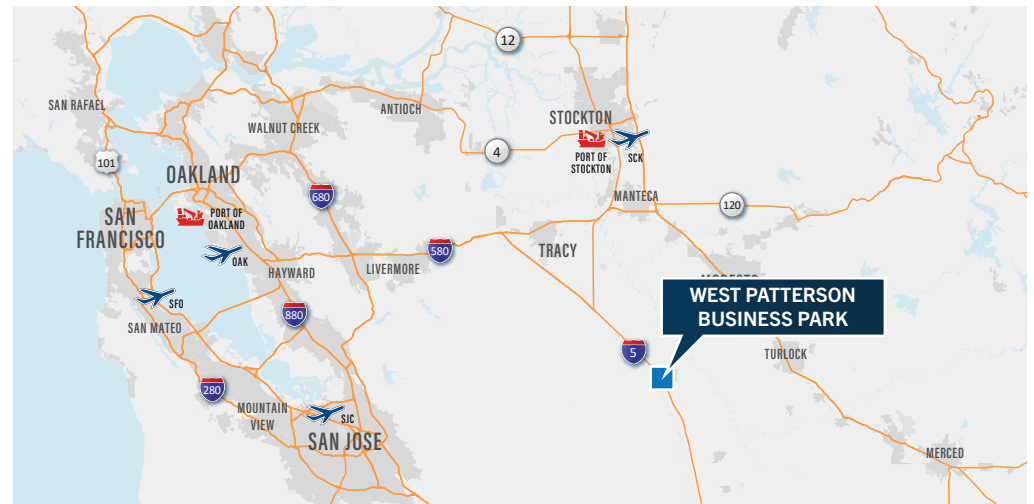 12
SAN RAFAEL
ANTIOCH
STOCKTON
WALNUT CREEK
PORT OF
STOCKTON
SCK
4
101
OAKLAND
680
MANTECA
120
PORT OF
OAKLAND
SAN
FRANCISCO
TRACY
580
OAK
HAYWARD
LIVERMORE
MODESTO
WEST PATTERSON
BUSINESS PARK
SFO
880
SAN MATEO
5
TURLOCK
280
MOUNTAIN
VIEW
SJC
SAN JOSE
MERCED